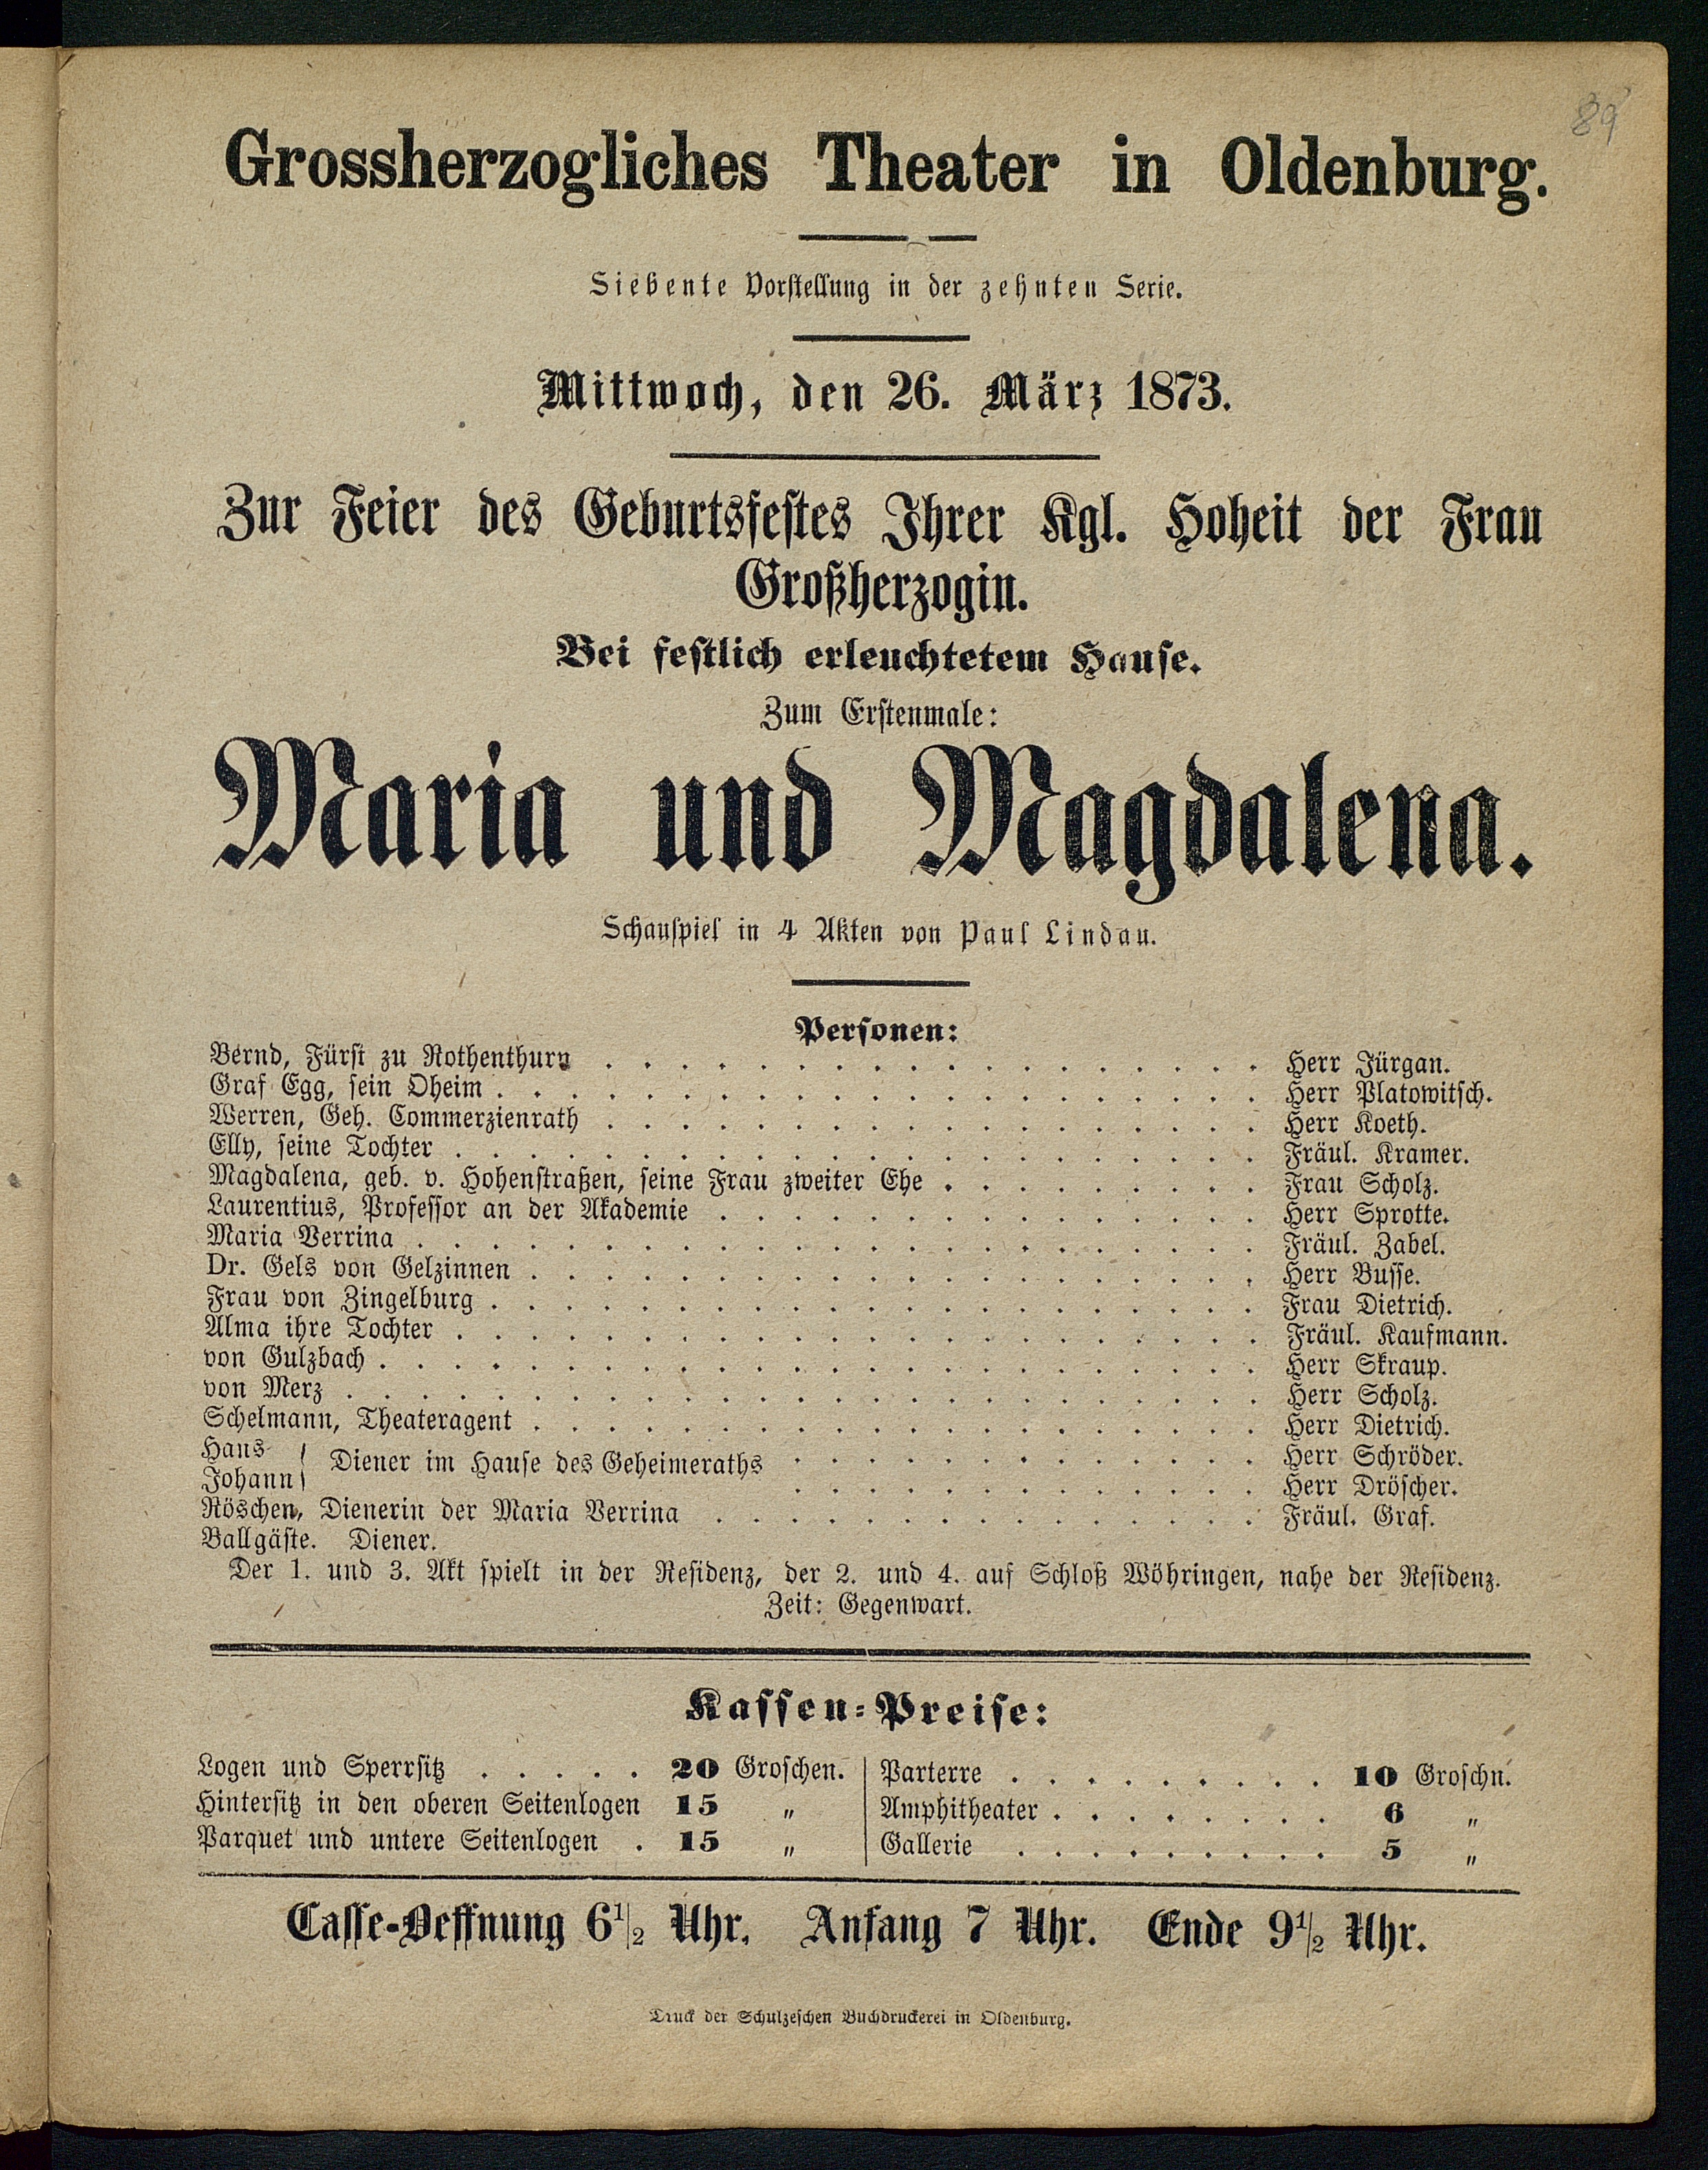 89
Grossherzogliches Theater in Oldenburg.
Siebente Vorstellung in der zehnten Serie.
Mittwoch, den 26. März 1873.
Zur Feier des Geburtsfestes Ihrer Kgl. Hoheit der Frau
Großherzogin.
Bei festlich erleuchtetem Hause.
Zum Erstenmale:
Maria und Magdalena.
Schauspiel in 4 Akten von Paul Lindau.
Personen:
Bernd, Fürst zu Rothenthurn . . . . . . . . . . . . . . . . . . Herr Jürgan.
Graf Egg, sein Oheim . . . . . . . . . . . . . . . . . . . . . Herr Platowitsch.
Werren, Geh. Commerzienrath . . . . . . . . . . . . . . . . . . Herr Koeth.
Elly, seine Tochter . . . . . . . . . . . . . . . . . . . . . . Fräul. Kramer.
Magdalena, geb. v. Hohenstraßen, seine Frau zweiter Ehe . . . . . . . . . Frau Scholz.
Laurentius, Professor an der Akademie . . . . . . . . . . . . . . . Herr Sprotte.
Maria Verrina . . . . . . . . . . . . . . . . . . . . . . . Fräul. Zabel.
Dr. Gels von Gelzinnen . . . . . . . . . . . . . . . . . . . . Herr Busse.
Frau von Zingelburg . . . . . . . . . . . . . . . . . . . . . Frau Dietrich.
Alma ihre Tochter . . . . . . . . . . . . . . . . . . . . . . Fräul. Kaufmann.
von Gulzbach . . . . . . . . . . . . . . . . . . . . . . . . Herr Skraup.
von Merz . . . . . . . . . . . . . . . . . . . . . . . . . Herr Scholz.
Schelmann, Theateragent . . . . . . . . . . . . . . . . . . . . Herr Dietrich.
Hans . . . . . . . . . . . . . Herr Schröder.
Diener im Hause des Geheimeraths
Johann . . . . . . . . . . . . . Herr Dröscher.
Röschen, Dienerin der Maria Verrina . . . . . . . . . . . . . . . Fräul. Graf.
Ballgäste. Diener.
Der 1. und 3. Akt spielt in der Residenz, der 2. und 4. auf Schloß Wöhringen, nahe der Residenz.
Zeit: Gegenwart.
Kassen-Preise:
Logen und Sperrsitz . . . . . 20 Groschen.
Hintersitz in den oberen Seitenlogen 15 "
Parquet und untere Seitenlogen . 15 "
Parterre . . . . . . . . . 10 Groschn.
Amphitheater . . . . . . . . 6 "
Gallerie . . . . . . . . . 5 "
Casse-Oeffnung 6½ Uhr. Anfang 7 Uhr. Ende 9½ Uhr.
Druck der Schulzeschen Buchdruckerei in Oldenburg.